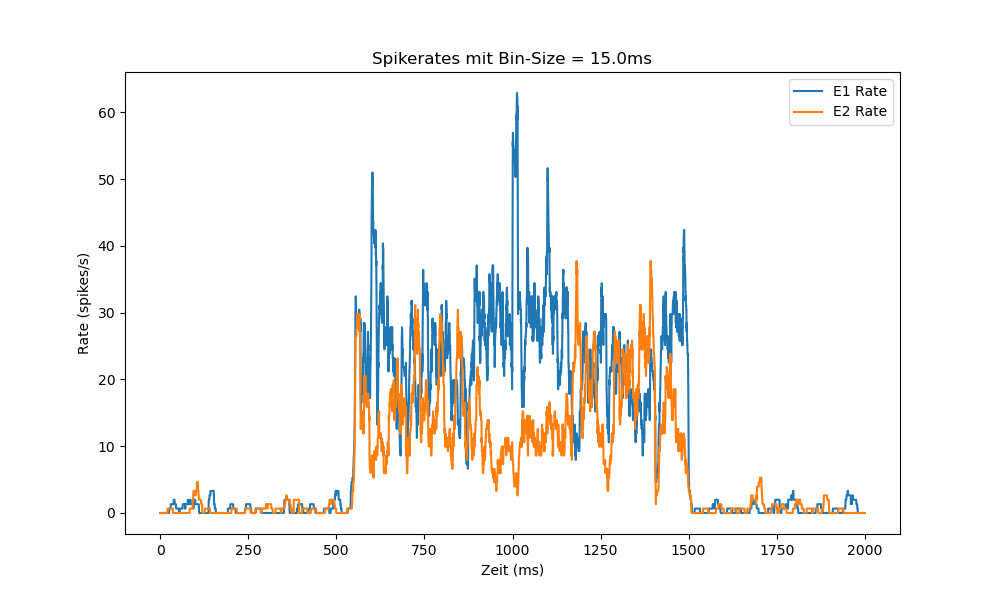 Spikerates mit Bin-Size = 15.0ms
E1 Rate
E2 Rate
60
50
40
30
20
10
0
Rate (spikes/s)
0 250 500 750 1000 1250 1500 1750 2000
Zeit (ms)